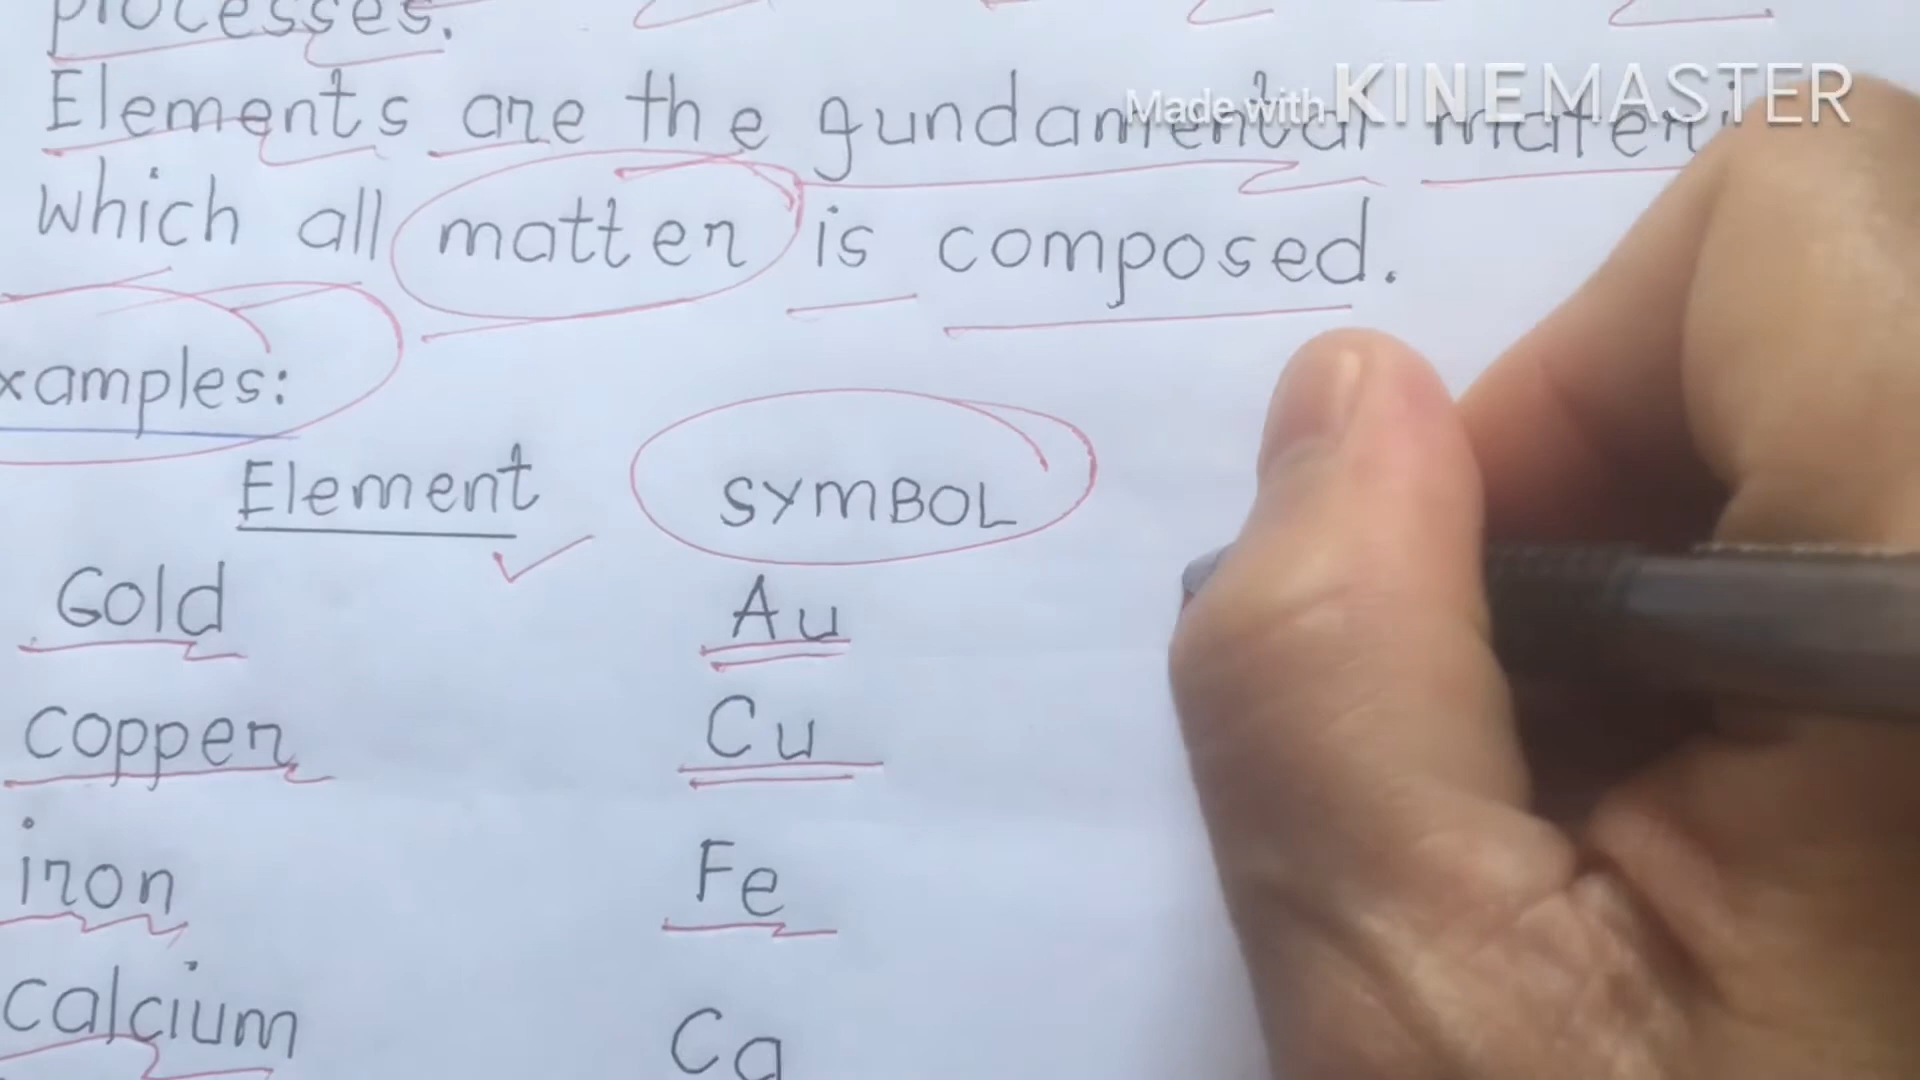 processes.
Made with KINEMASTER
Elements are the gundamental materi
which all matter is composed.
xamples:
Element SYMBOL
Gold Au
copper Cu
iron Fe
calcium Ca